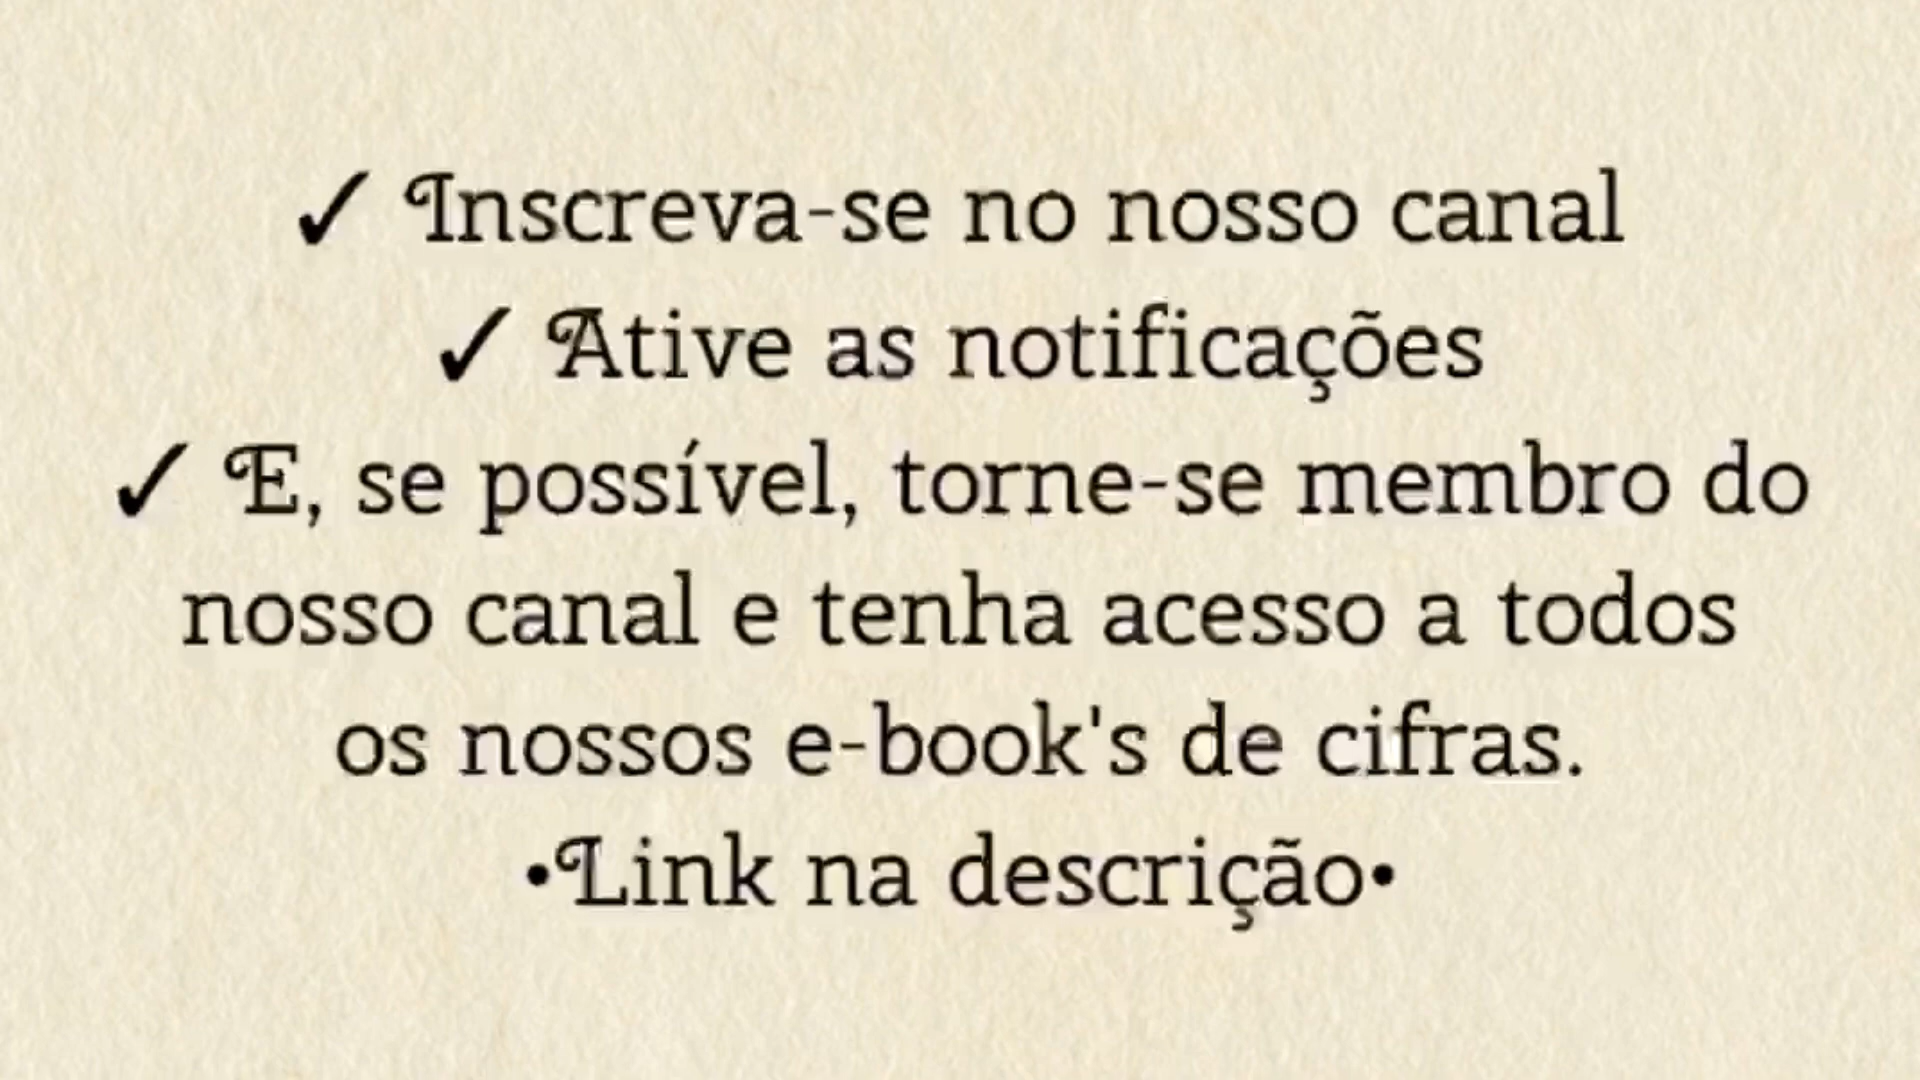 ✓ Inscreva-se no nosso canal
✓ Ative as notificações
✓ E, se possível, torne-se membro do
nosso canal e tenha acesso a todos
os nossos e-book's de cifras.
•Link na descrição•